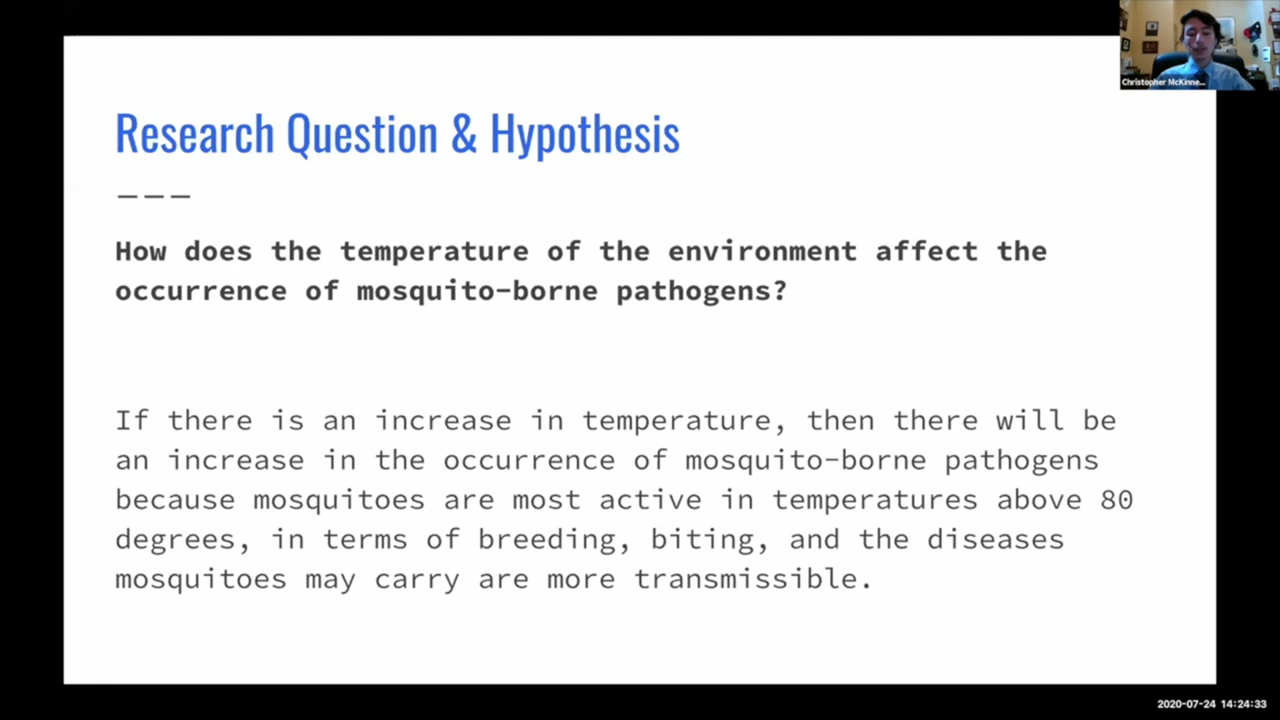 Research Question & Hypothesis
How does the temperature of the environment affect the
occurrence of mosquito-borne pathogens?
If there is an increase in temperature, then there will be
an increase in the occurrence of mosquito-borne pathogens
because mosquitoes are most active in temperatures above 80
degrees, in terms of breeding, biting, and the diseases
mosquitoes may carry are more transmissible.
Christopher McKinne...
2020-07-24 14:24:33